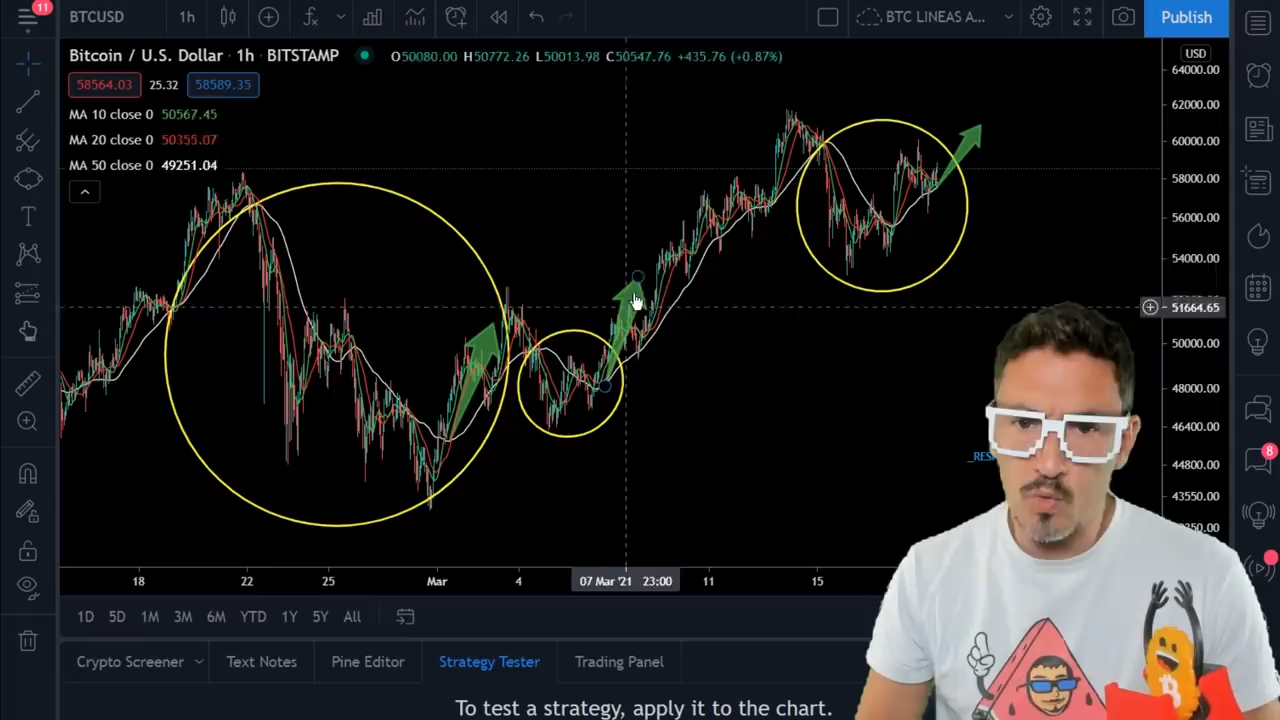 11
BTCUSD
1h
BTC LINEAS A...
Publish
Bitcoin / U.S. Dollar · 1h · BITSTAMP
O50080.00 H50772.26 L50013.98 C50547.76 +435.76 (+0.87%)
USD
58564.03
25.32
58589.35
MA 10 close 0 50567.45
MA 20 close 0 50355.07
MA 50 close 0 49251.04
64000.00
62000.00
60000.00
58000.00
56000.00
54000.00
51664.65
50000.00
48000.00
46400.00
44800.00
43550.00
_RES
8
18
22
25
Mar
4
07 Mar '21 23:00
11
15
1D
5D
1M
3M
6M
YTD
1Y
5Y
All
Crypto Screener
Text Notes
Pine Editor
Strategy Tester
Trading Panel
To test a strategy, apply it to the chart.